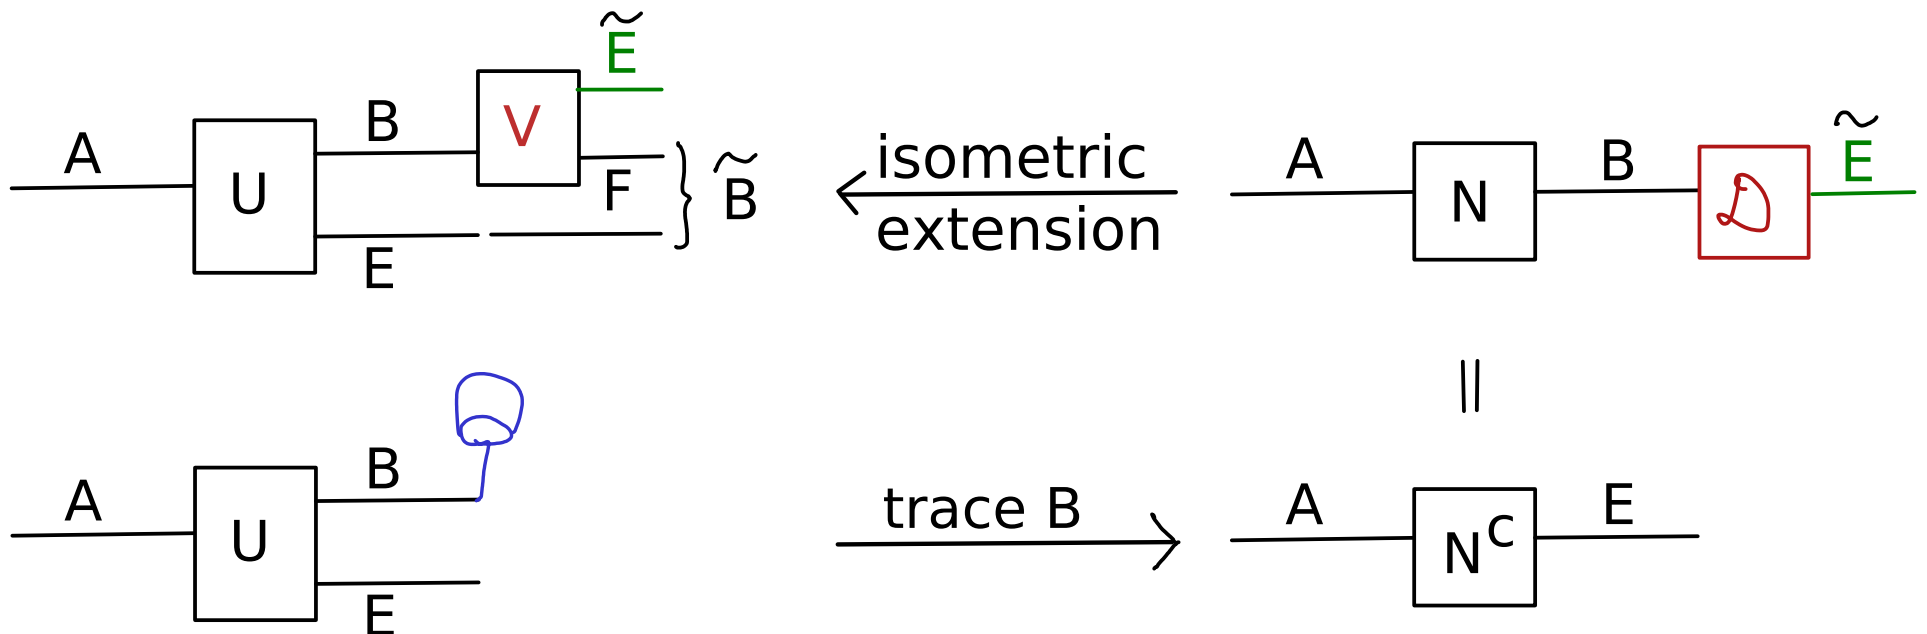 Ẽ
A U B V
E F } B̃
isometric
extension
A N B D Ẽ
||
A U B
E
trace B
A N^C E